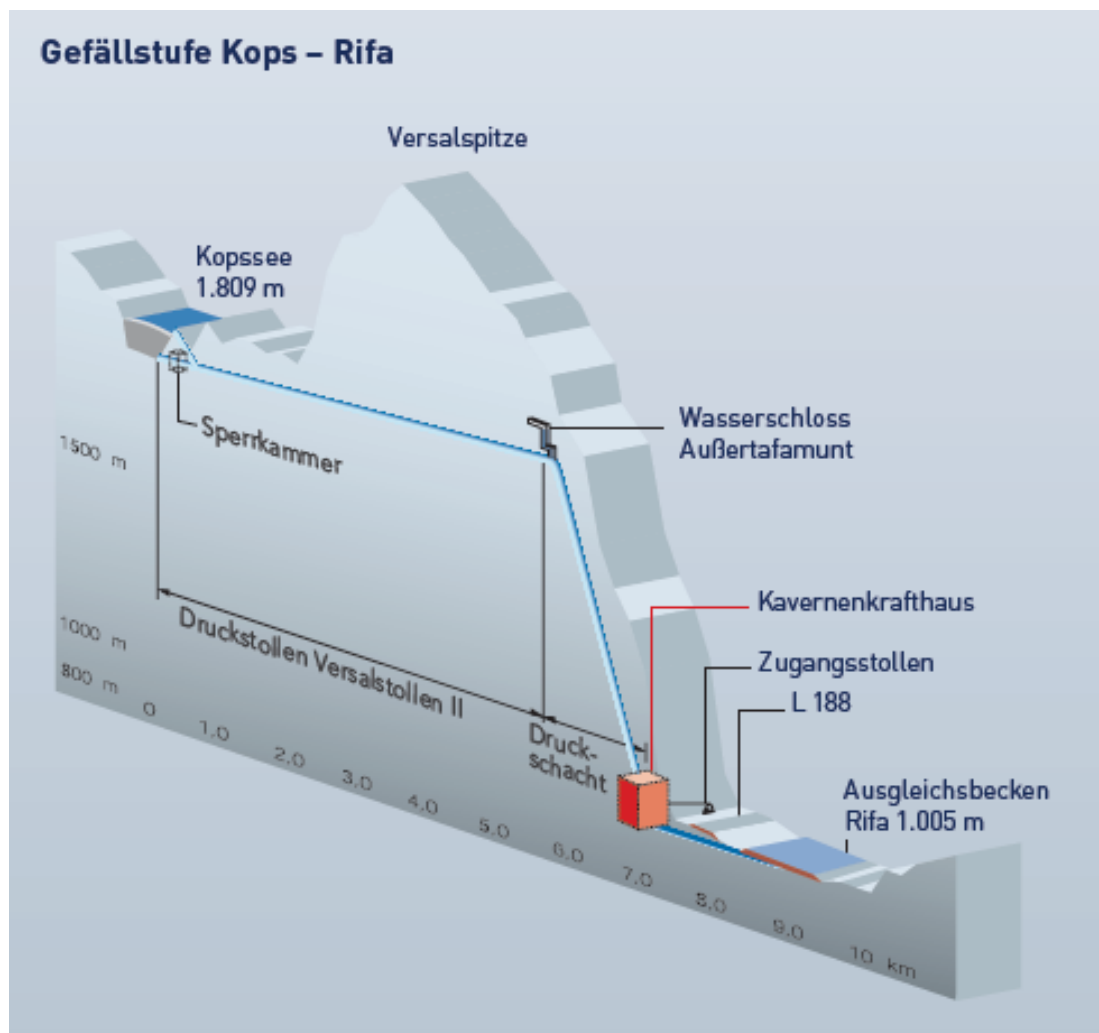 Gefällstufe Kops – Rifa
Versalspitze
Kopssee
1.809 m
Wasserschloss
Außertafamunt
Sperrkammer
1500 m
Kavernenkrafthaus
Druckstollen Versalstollen II
1000 m
Zugangsstollen
800 m
L 188
Druck-
schacht
Ausgleichsbecken
Rifa 1.005 m
0 1,0 2,0 3,0 4,0 5,0 6,0 7,0 8,0 9,0 10 km